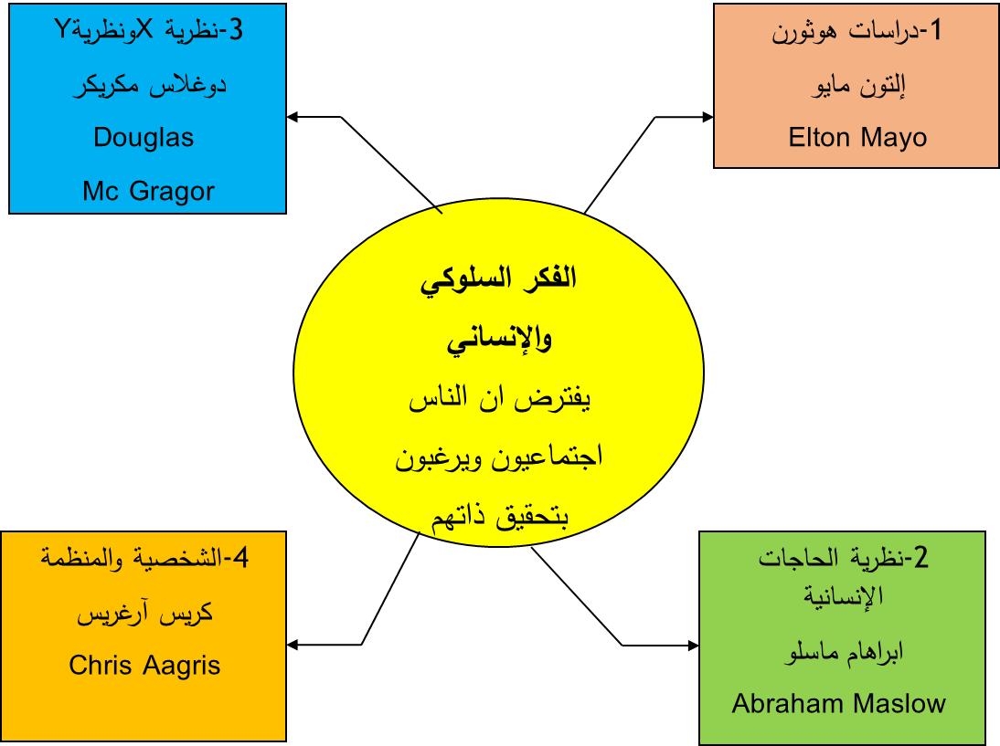 1-دراسات هوثورن
إلتون مايو
Elton Mayo
3-نظرية X ونظريةY
دوغلاس مكريكر
Douglas
Mc Gragor
الفكر السلوكي
والإنساني
يفترض ان الناس
اجتماعيون ويرغبون
بتحقيق ذاتهم
2-نظرية الحاجات
الإنسانية
ابراهام ماسلو
Abraham Maslow
4-الشخصية والمنظمة
كريس آرغريس
Chris Aagris